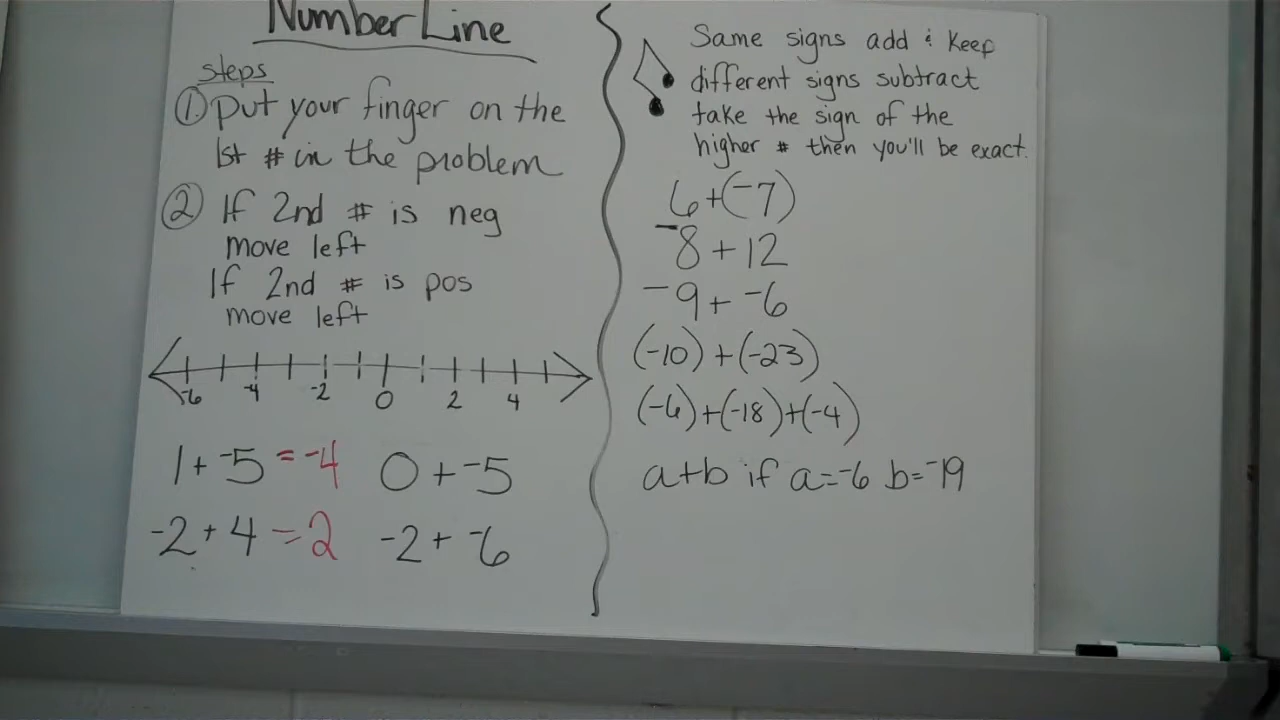 Number Line
steps
① put your finger on the
1st # in the problem
② If 2nd # is neg
move left
If 2nd # is pos
move left
-6 -4 -2 0 2 4
1 + -5 = -4 0 + -5
-2 + 4 = 2 -2 + -6
Same signs add & Keep
different signs subtract
take the sign of the
higher # then you'll be exact.
6+(-7)
-8 + 12
-9 + -6
(-10) + (-23)
(-6)+(-18)+(-4)
a+b if a=-6 b=-19